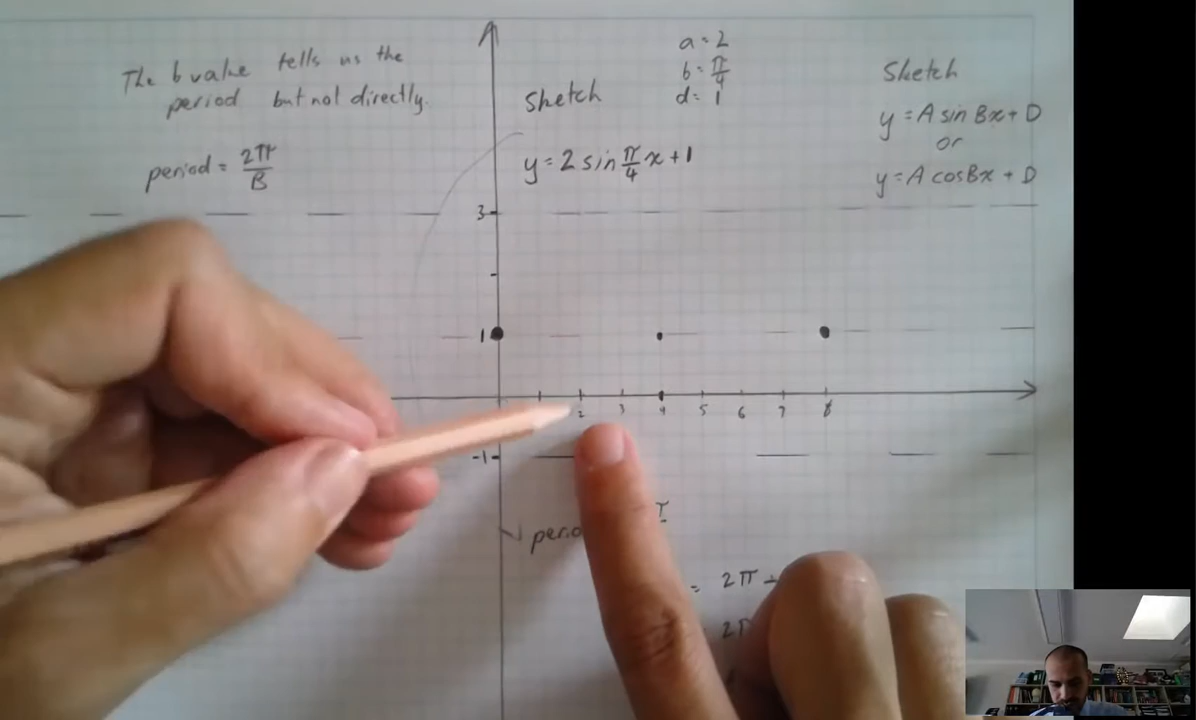 The b value tells us the
period but not directly.
period = 2π/B
Sketch
y = 2 sin π/4 x + 1
a = 2
b = π/4
d = 1
Sketch
y = A sin Bx + D
or
y = A cos Bx + D
3
1
2 3 4 5 6 7 8
-1
= 2π ÷